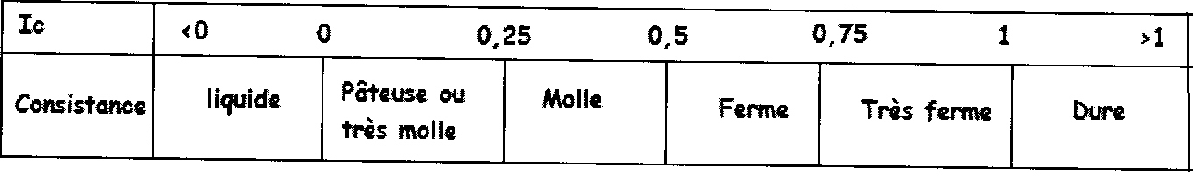 Ic <0 0 0,25 0,5 0,75 1 >1
Consistance liquide Pâteuse ou très molle Molle Ferme Très ferme Dure